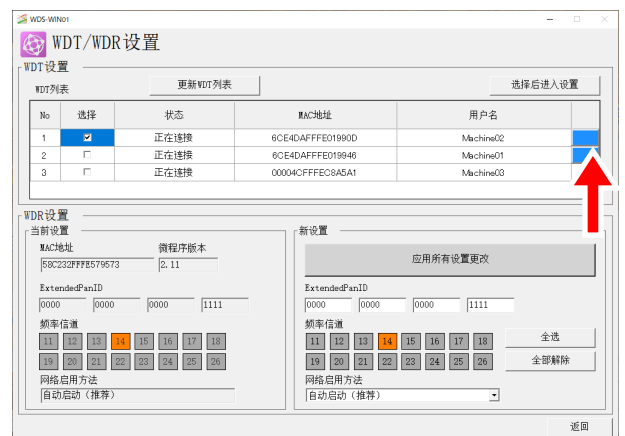 WDS-WIN01
WDT/WDR设置
WDT设置
WDT列表 更新WDT列表 选择后进入设置
No 选择 状态 MAC地址 用户名
1 正在连接 6CE4DAFFFE01990D Machine02
2 正在连接 6CE4DAFFFE019946 Machine01
3 正在连接 00004CFFFEC8A5A1 Machine03
WDR设置
当前设置
MAC地址 微程序版本
58C232FFFE579573 2.11
ExtendedPanID
0000 0000 0000 1111
频率信道
11 12 13 14 15 16 17 18
19 20 21 22 23 24 25 26
网络启用方法
自动启动（推荐）
新设置
应用所有设置更改
ExtendedPanID
0000 0000 0000 1111
频率信道
11 12 13 14 15 16 17 18 全选
19 20 21 22 23 24 25 26 全部解除
网络启用方法
自动启动（推荐）
返回